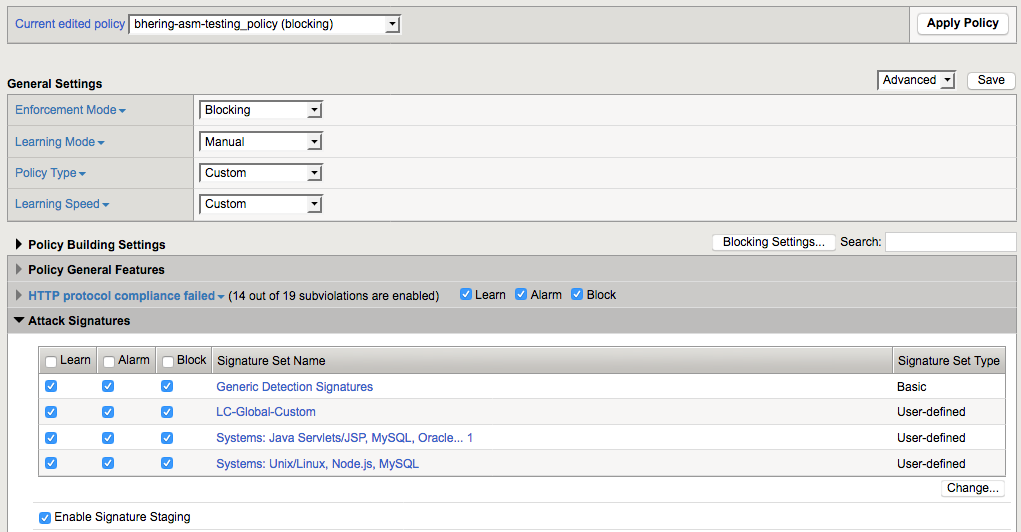 Current edited policy bhering-asm-testing_policy (blocking) Apply Policy
General Settings Advanced Save
Enforcement Mode Blocking
Learning Mode Manual
Policy Type Custom
Learning Speed Custom
Policy Building Settings Blocking Settings... Search:
Policy General Features
HTTP protocol compliance failed (14 out of 19 subviolations are enabled) Learn Alarm Block
Attack Signatures
Learn Alarm Block Signature Set Name Signature Set Type
Generic Detection Signatures Basic
LC-Global-Custom User-defined
Systems: Java Servlets/JSP, MySQL, Oracle... 1 User-defined
Systems: Unix/Linux, Node.js, MySQL User-defined
Change...
Enable Signature Staging